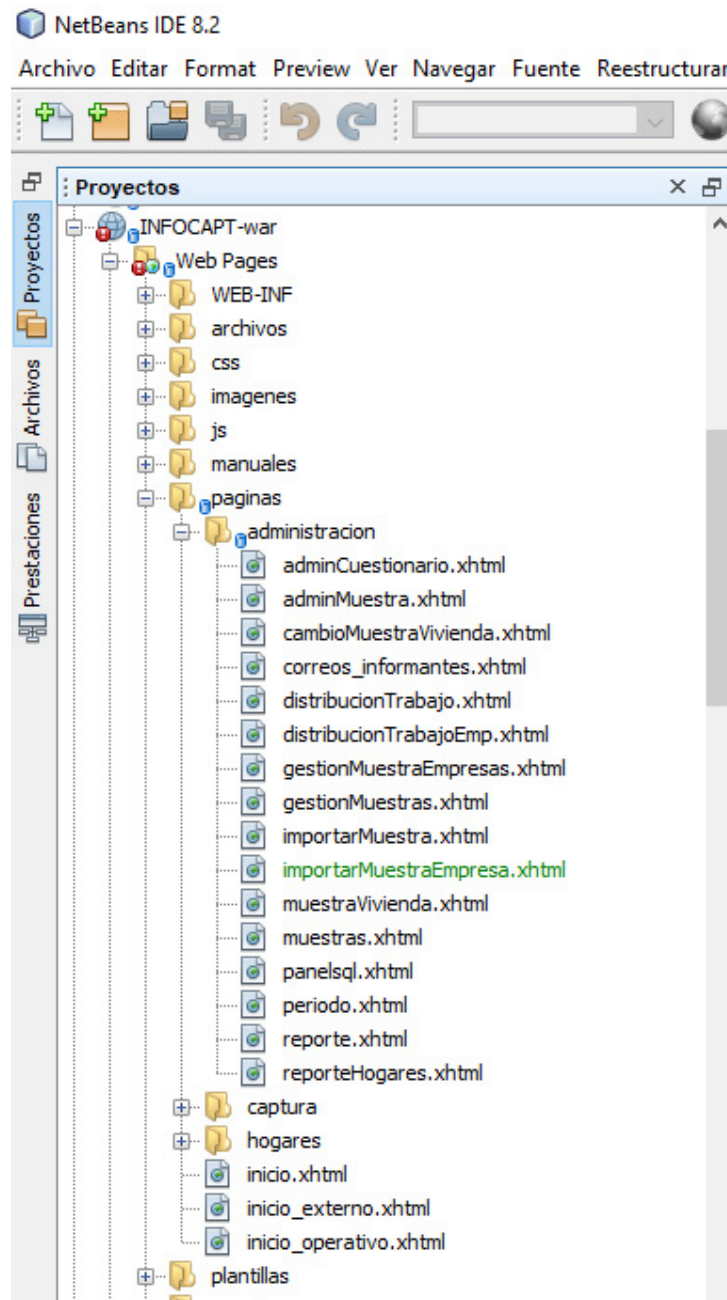 NetBeans IDE 8.2
Archivo Editar Format Preview Ver Navegar Fuente Reestructurar
Proyectos
Proyectos
Archivos
Prestaciones
INFOCAPT-war
Web Pages
WEB-INF
archivos
css
imagenes
js
manuales
paginas
administracion
adminCuestionario.xhtml
adminMuestra.xhtml
cambioMuestraVivienda.xhtml
correos_informantes.xhtml
distribucionTrabajo.xhtml
distribucionTrabajoEmp.xhtml
gestionMuestraEmpresas.xhtml
gestionMuestras.xhtml
importarMuestra.xhtml
importarMuestraEmpresa.xhtml
muestraVivienda.xhtml
muestras.xhtml
panelsql.xhtml
periodo.xhtml
reporte.xhtml
reporteHogares.xhtml
captura
hogares
inicio.xhtml
inicio_externo.xhtml
inicio_operativo.xhtml
plantillas